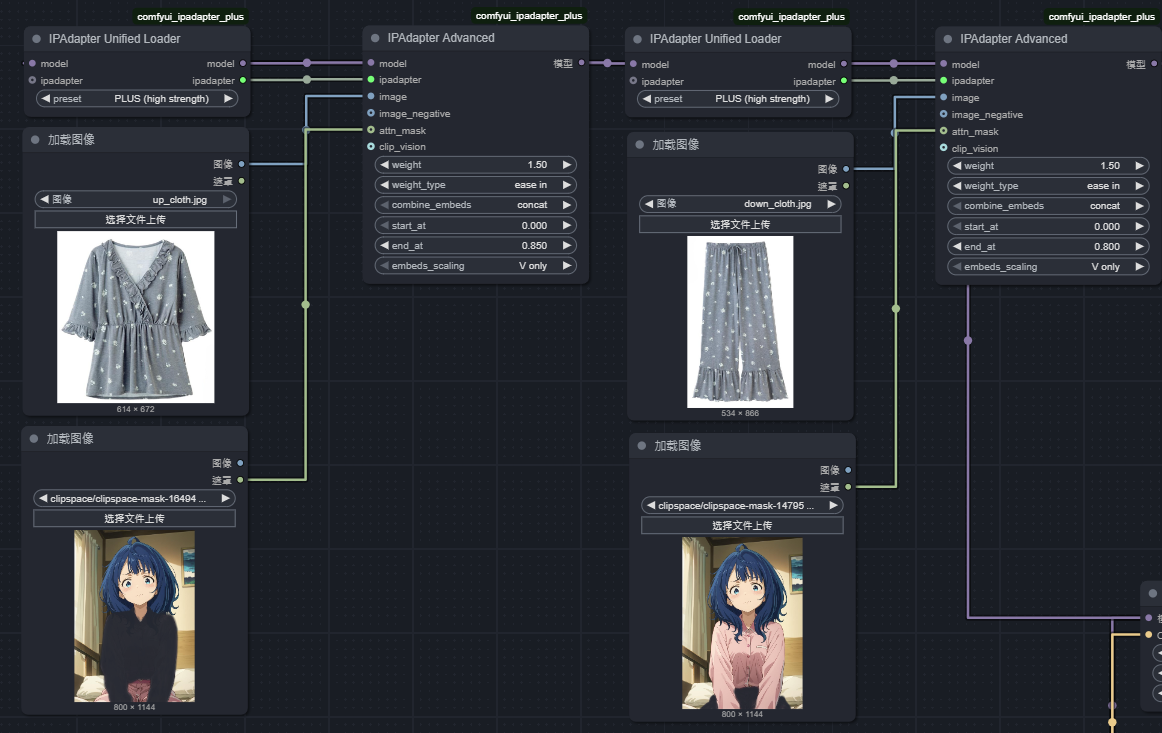 comfyui_ipadapter_plus
IPAdapter Unified Loader
model
model
ipadapter
ipadapter
preset
PLUS (high strength)
加载图像
图像
遮罩
图像
up_cloth.jpg
选择文件上传
614 × 672
加载图像
图像
遮罩
clipspace/clipspace-mask-16494 ...
选择文件上传
800 × 1144
comfyui_ipadapter_plus
IPAdapter Advanced
model
模型
ipadapter
image
image_negative
attn_mask
clip_vision
weight
1.50
weight_type
ease in
combine_embeds
concat
start_at
0.000
end_at
0.850
embeds_scaling
V only
comfyui_ipadapter_plus
IPAdapter Unified Loader
model
model
ipadapter
ipadapter
preset
PLUS (high strength)
加载图像
图像
遮罩
图像
down_cloth.jpg
选择文件上传
534 × 866
加载图像
图像
遮罩
clipspace/clipspace-mask-14795 ...
选择文件上传
800 × 1144
comfyui_ipadapter_plus
IPAdapter Advanced
model
模型
ipadapter
image
image_negative
attn_mask
clip_vision
weight
1.50
weight_type
ease in
combine_embeds
concat
start_at
0.000
end_at
0.800
embeds_scaling
V only